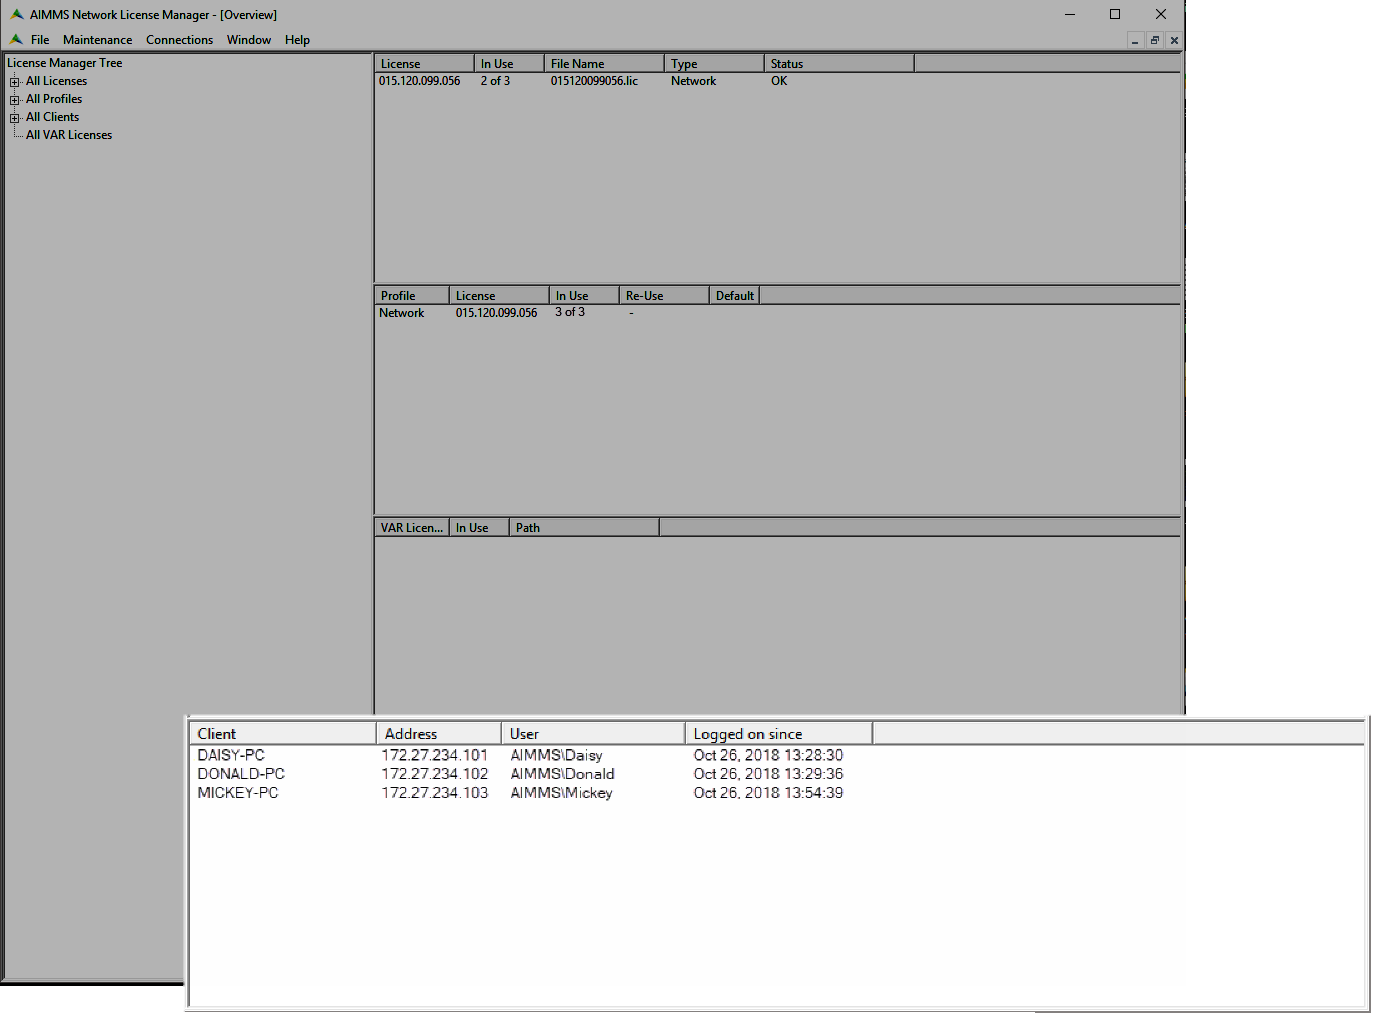 AIMMS Network License Manager - [Overview]
File Maintenance Connections Window Help
License Manager Tree
All Licenses
All Profiles
All Clients
All VAR Licenses
License In Use File Name Type Status
015.120.099.056 2 of 3 015120099056.lic Network OK
Profile License In Use Re-Use Default
Network 015.120.099.056 3 of 3 -
VAR Licen... In Use Path
Client Address User Logged on since
DAISY-PC 172.27.234.101 AIMMS\Daisy Oct 26, 2018 13:28:30
DONALD-PC 172.27.234.102 AIMMS\Donald Oct 26, 2018 13:29:36
MICKEY-PC 172.27.234.103 AIMMS\Mickey Oct 26, 2018 13:54:39